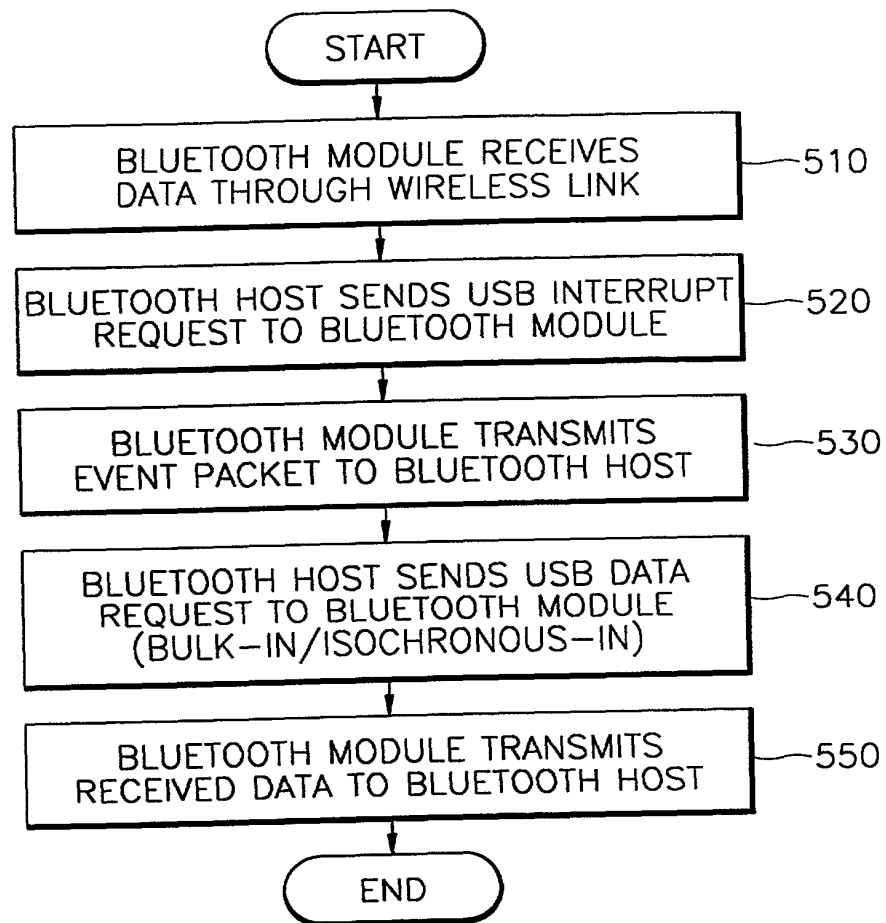 START
BLUETOOTH MODULE RECEIVES
DATA THROUGH WIRELESS LINK
510
BLUETOOTH HOST SENDS USB INTERRUPT
REQUEST TO BLUETOOTH MODULE
520
BLUETOOTH MODULE TRANSMITS
EVENT PACKET TO BLUETOOTH HOST
530
BLUETOOTH HOST SENDS USB DATA
REQUEST TO BLUETOOTH MODULE
(BULK-IN/ISOCHRONOUS-IN)
540
BLUETOOTH MODULE TRANSMITS
RECEIVED DATA TO BLUETOOTH HOST
550
END